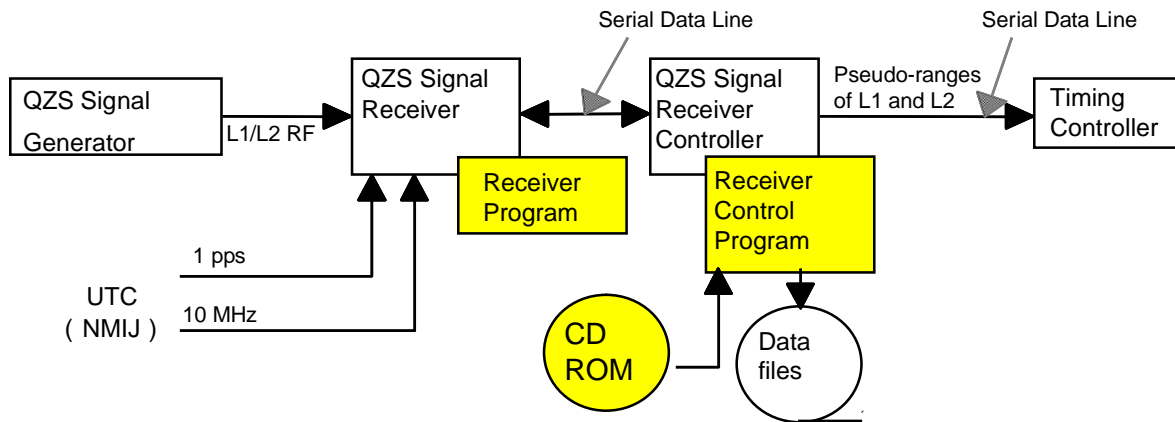 Serial Data Line
Serial Data Line
QZS Signal
Generator
L1/L2 RF
QZS Signal
Receiver
QZS Signal
Receiver
Controller
Pseudo-ranges
of L1 and L2
Timing
Controller
Receiver
Program
Receiver
Control
Program
1 pps
UTC
( NMIJ )
10 MHz
CD
ROM
Data
files